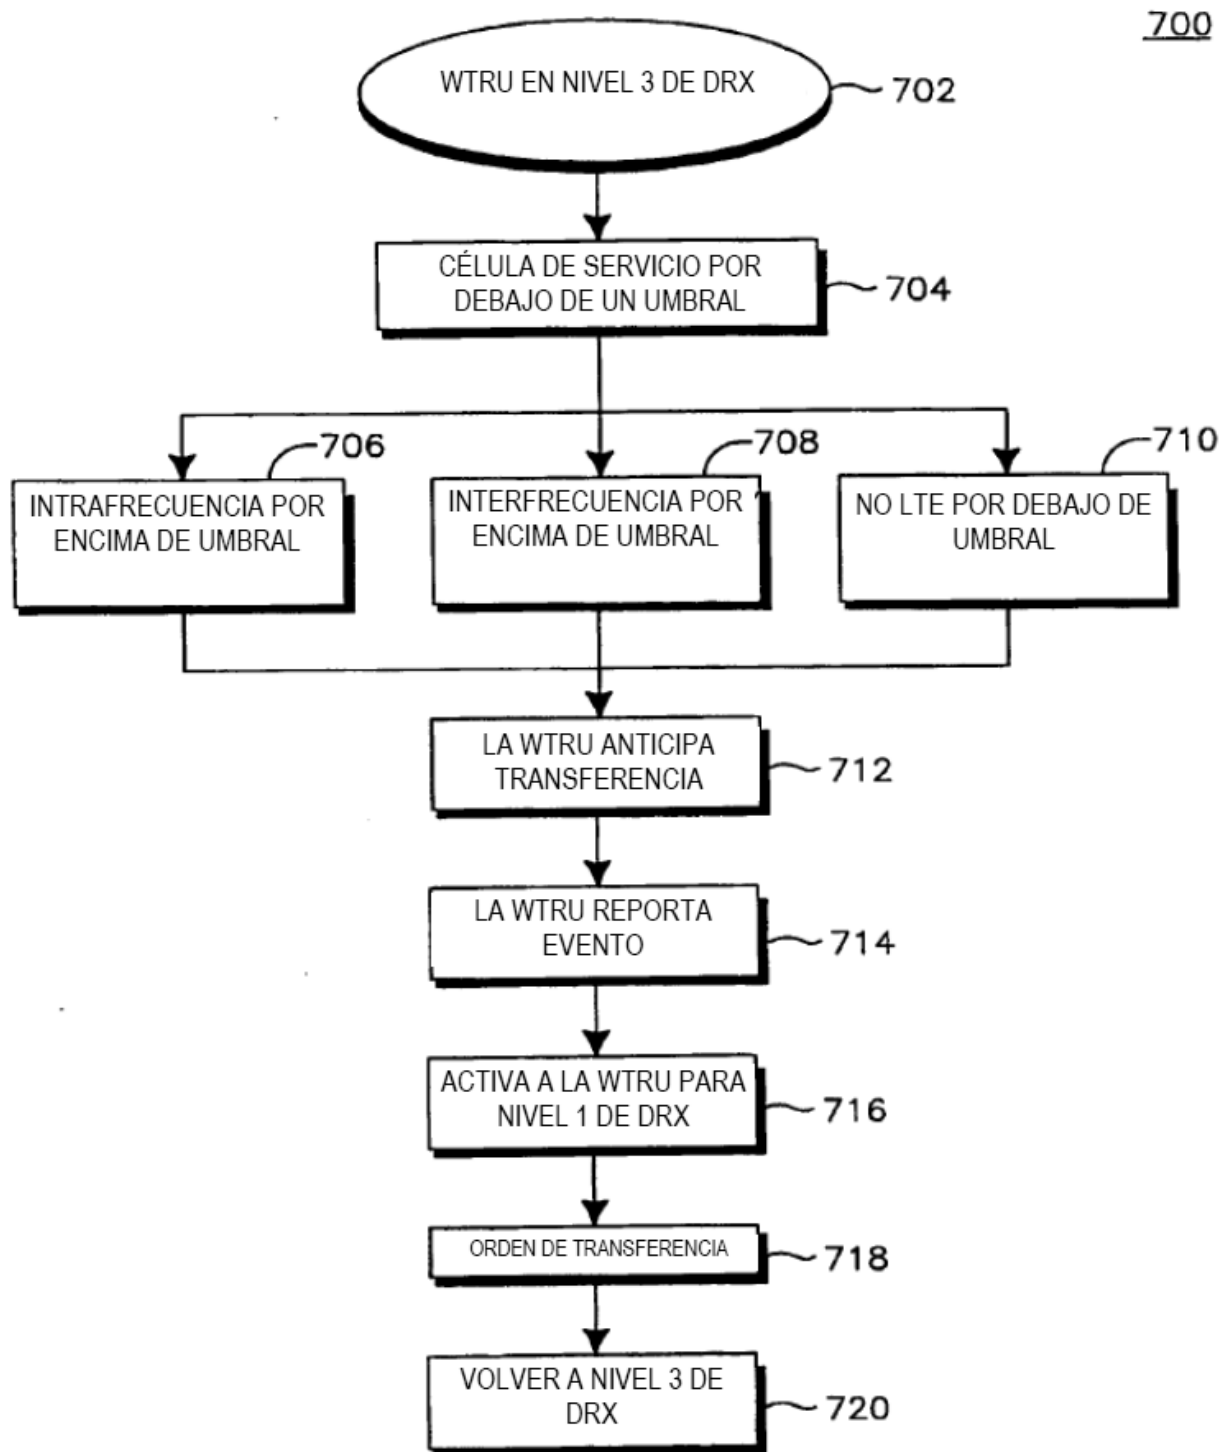 700
WTRU EN NIVEL 3 DE DRX
702
CÉLULA DE SERVICIO POR
DEBAJO DE UN UMBRAL
704
706
708
710
INTRAFRECUENCIA POR
ENCIMA DE UMBRAL
INTERFRECUENCIA POR
ENCIMA DE UMBRAL
NO LTE POR DEBAJO DE
UMBRAL
LA WTRU ANTICIPA
TRANSFERENCIA
712
LA WTRU REPORTA
EVENTO
714
ACTIVA A LA WTRU PARA
NIVEL 1 DE DRX
716
ORDEN DE TRANSFERENCIA
718
VOLVER A NIVEL 3 DE
DRX
720